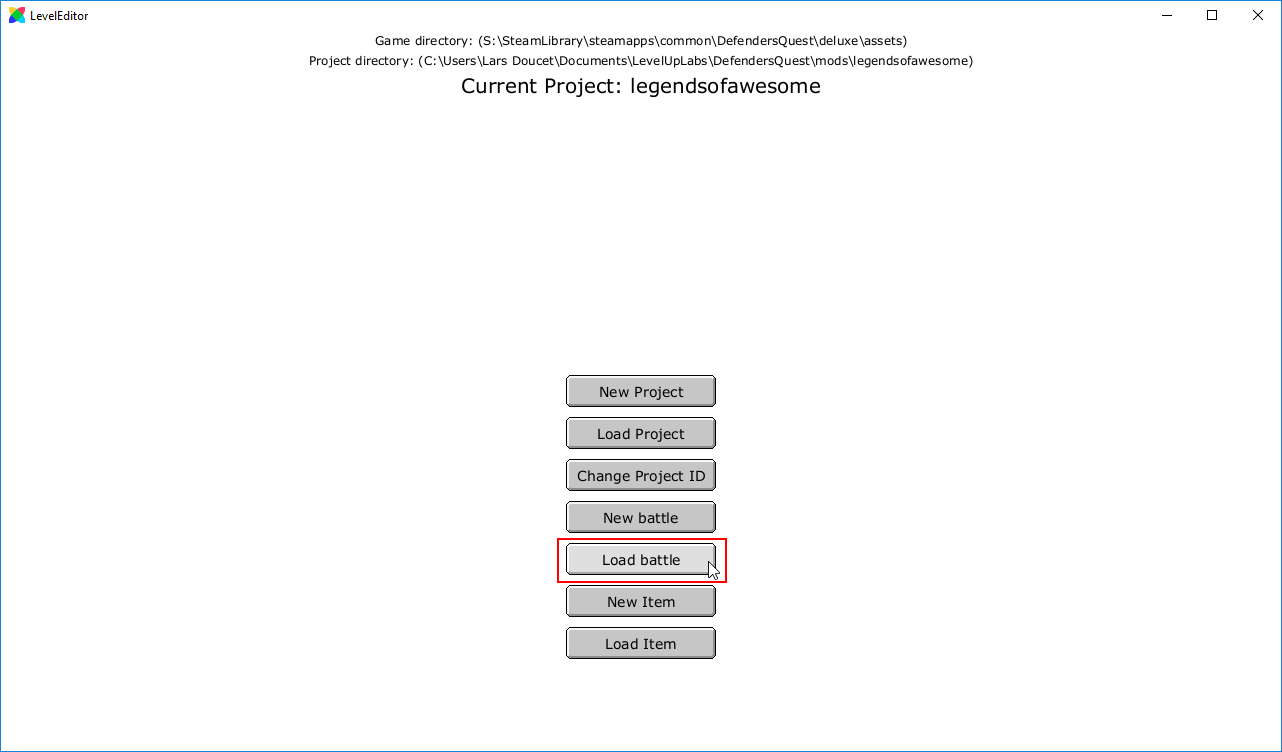 LevelEditor
Game directory: (S:\SteamLibrary\steamapps\common\DefendersQuest\deluxe\assets)
Project directory: (C:\Users\Lars Doucet\Documents\LevelUpLabs\DefendersQuest\mods\legendsofawesome)
Current Project: legendsofawesome
New Project
Load Project
Change Project ID
New battle
Load battle
New Item
Load Item